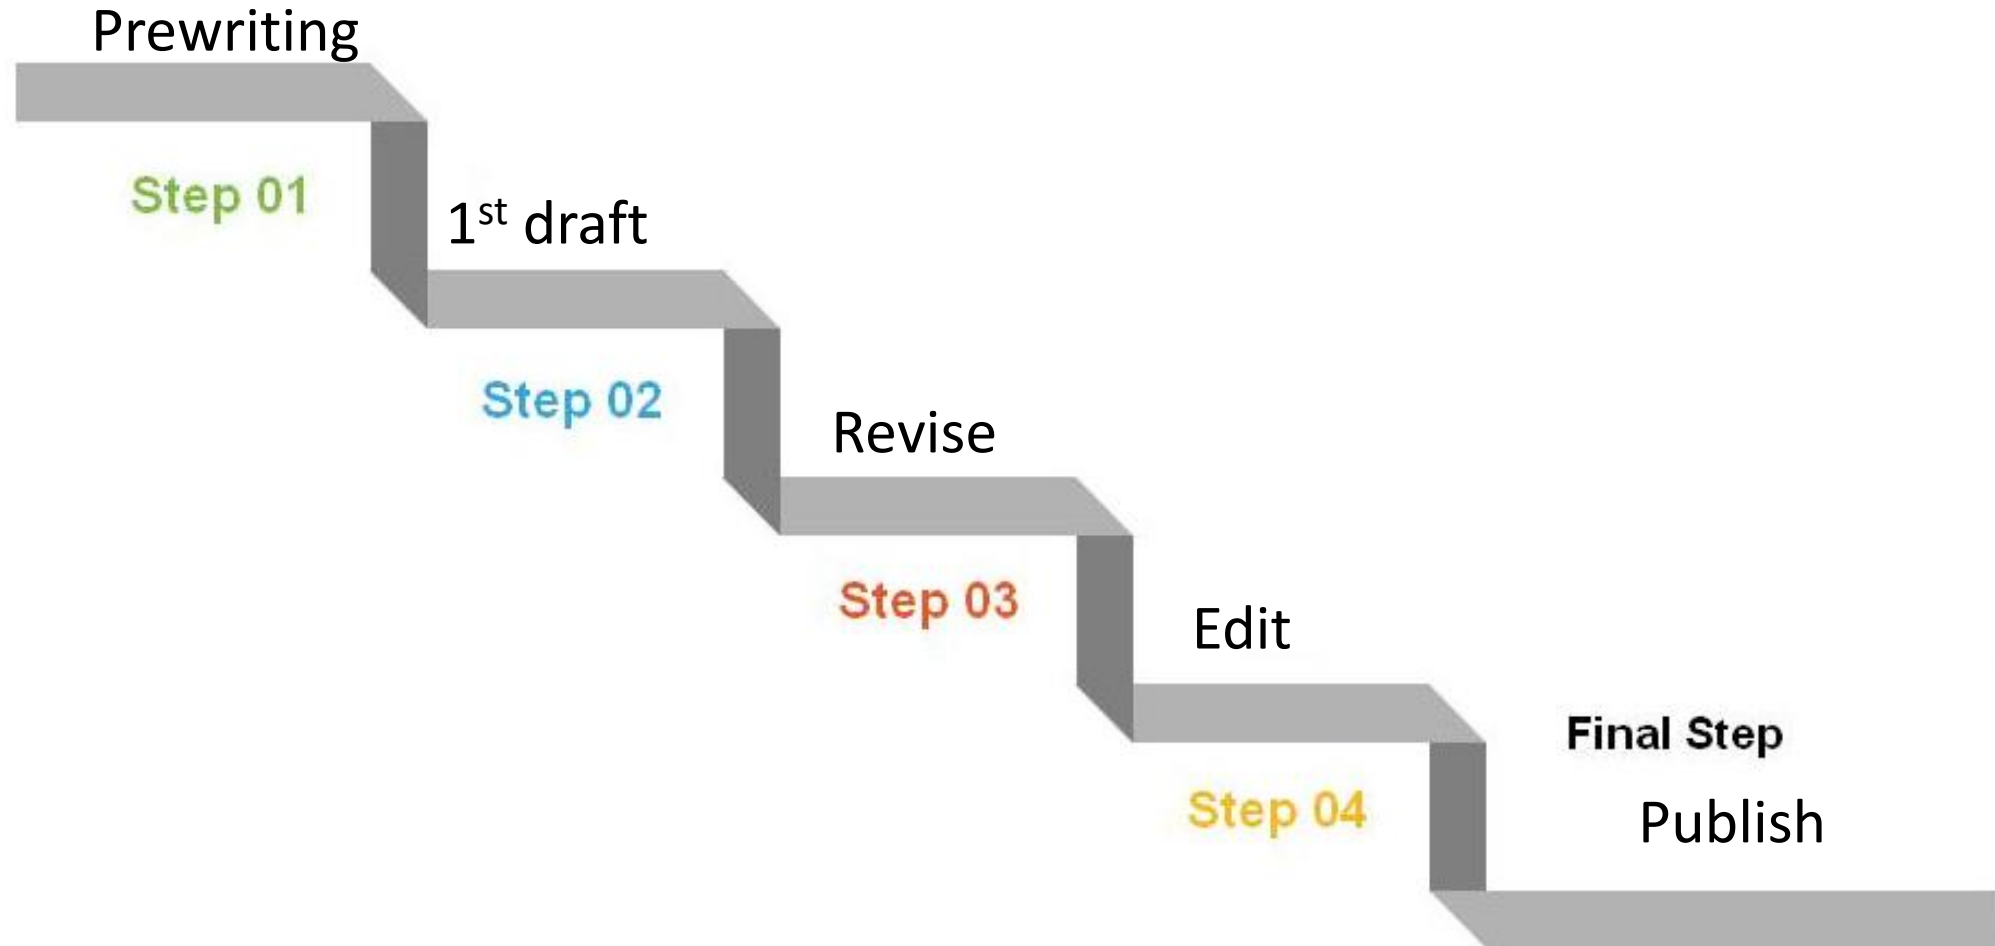 Prewriting
Step 01
1st draft
Step 02
Revise
Step 03
Edit
Step 04
Final Step
Publish